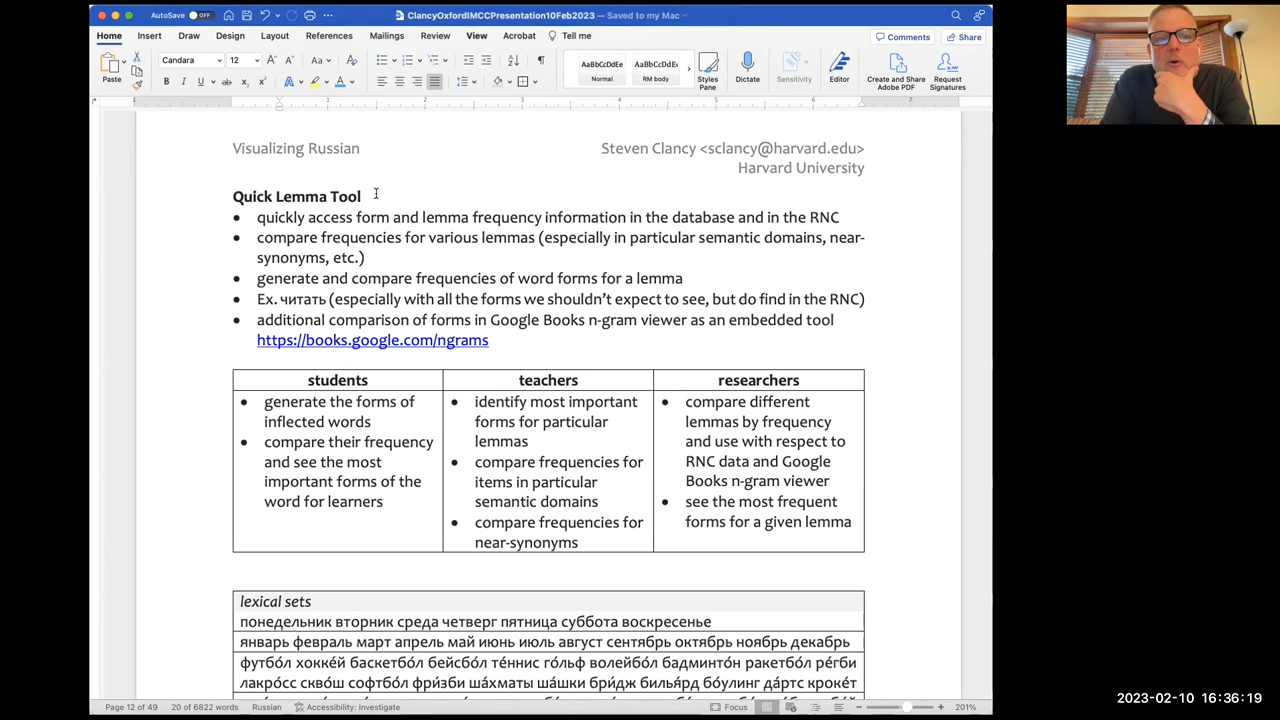 AutoSave OFF ClancyOxfordIMCCPresentation10Feb2023 — Saved to my Mac
Home Insert Draw Design Layout References Mailings Review View Acrobat Tell me Comments Share
Paste Candara 12 AaBbCcDdEe AaBbCcDdEe Styles Pane Dictate Sensitivity Editor Create and Share Adobe PDF Request Signatures
Normal RM body
1 1 2 3 4 5 6 7
Visualizing Russian Steven Clancy <sclancy@harvard.edu>
Harvard University
Quick Lemma Tool
• quickly access form and lemma frequency information in the database and in the RNC
• compare frequencies for various lemmas (especially in particular semantic domains, near-
synonyms, etc.)
• generate and compare frequencies of word forms for a lemma
• Ex. читать (especially with all the forms we shouldn’t expect to see, but do find in the RNC)
• additional comparison of forms in Google Books n-gram viewer as an embedded tool
https://books.google.com/ngrams
students teachers researchers
• generate the forms of
inflected words
• compare their frequency
and see the most
important forms of the
word for learners
• identify most important
forms for particular
lemmas
• compare frequencies for
items in particular
semantic domains
• compare frequencies for
near-synonyms
• compare different
lemmas by frequency
and use with respect to
RNC data and Google
Books n-gram viewer
• see the most frequent
forms for a given lemma
lexical sets
понедельник вторник среда четверг пятница суббота воскресенье
январь февраль март апрель май июнь июль август сентябрь октябрь ноябрь декабрь
футбо́л хокке́й баскетбо́л бейсбо́л те́ннис го́льф волейбо́л бадминто́н ракетбо́л ре́гби
лакро́сс скво́ш софтбо́л фри́зби ша́хматы ша́шки бри́дж билья́рд бо́улинг да́ртс кроке́т
Page 12 of 49 20 of 6822 words Russian Accessibility: Investigate Focus 201%
2023-02-10 16:36:19